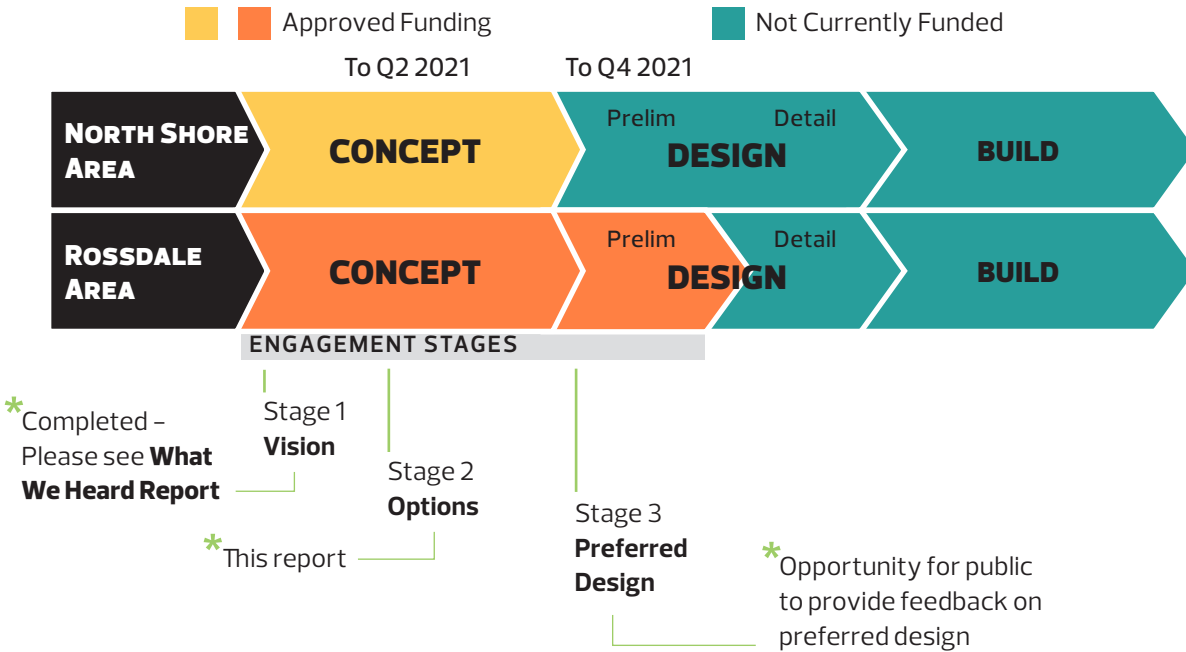 Approved Funding
Not Currently Funded
To Q2 2021
To Q4 2021
NORTH SHORE
AREA
CONCEPT
Prelim
Detail
DESIGN
BUILD
ROSSDALE
AREA
CONCEPT
Prelim
Detail
DESIGN
BUILD
ENGAGEMENT STAGES
*Completed –
Please see What
We Heard Report
Stage 1
Vision
Stage 2
Options
*This report
Stage 3
Preferred
Design
*Opportunity for public
to provide feedback on
preferred design